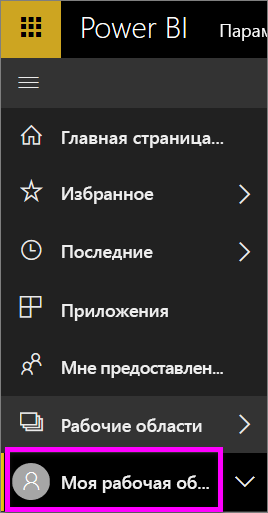 Power BI Парам
Главная страница...
Избранное
Последние
Приложения
Мне предоставлен...
Рабочие области
Моя рабочая об...